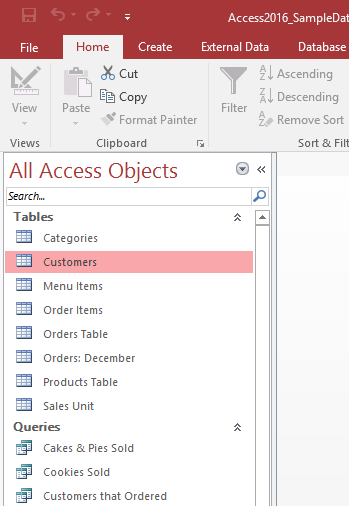 Access2016_SampleDat
File Home Create External Data Database
View
Paste
Cut
Copy
Format Painter
Filter
Ascending
Descending
Remove Sort
Views Clipboard Sort & Filt
All Access Objects
Search...
Tables
Categories
Customers
Menu Items
Order Items
Orders Table
Orders: December
Products Table
Sales Unit
Queries
Cakes & Pies Sold
Cookies Sold
Customers that Ordered